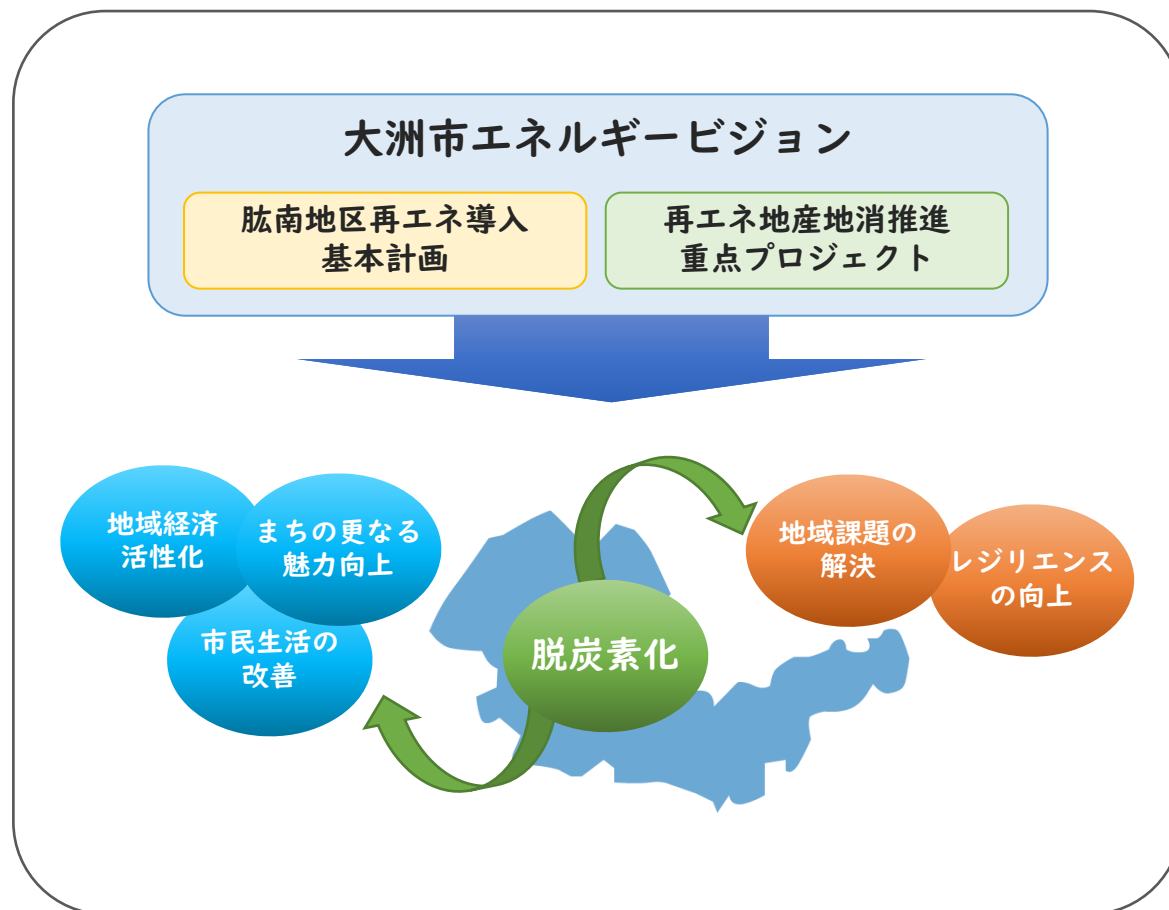 大洲市エネルギービジョン
肱南地区再エネ導入
基本計画
再エネ地産地消推進
重点プロジェクト
地域経済
活性化
まちの更なる
魅力向上
市民生活の
改善
脱炭素化
地域課題の
解決
レジリエンス
の向上